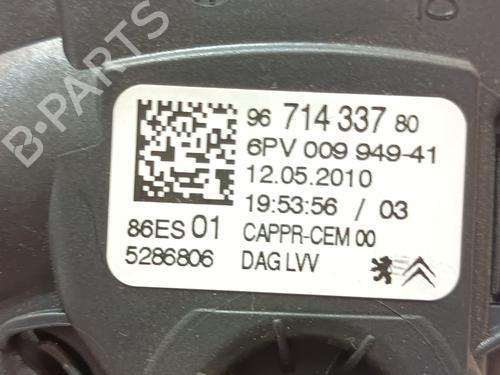 B-PARTS
96 714 337 80
6PV 009 949-41
12.05.2010
19:53:56 / 03
86ES 01 CAPPR-CEM 00
5286806 DAG LVV